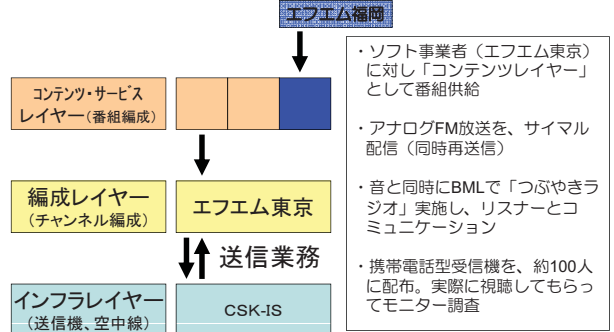 エフエム福岡
コンテンツ・サービス
レイヤー(番組編成)
編成レイヤー
(チャンネル編成)
エフエム東京
送信業務
インフラレイヤー
(送信機、空中線)
CSK-IS
・ソフト事業者（エフエム東京）
に対し「コンテンツレイヤー」
として番組供給
・アナログFM放送を、サイマル
配信（同時再送信）
・音と同時にBMLで「つぶやきラ
ジオ」実施し、リスナーとコ
ミュニケーション
・携帯電話型受信機を、約100人
に配布。実際に視聴してもらっ
てモニター調査